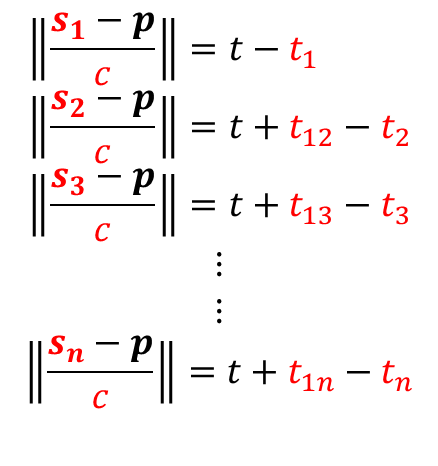 ‖(s₁ − p)/c‖ = t − t₁
‖(s₂ − p)/c‖ = t + t₁₂ − t₂
‖(s₃ − p)/c‖ = t + t₁₃ − t₃
⋮
⋮
‖(sₙ − p)/c‖ = t + t₁ₙ − tₙ